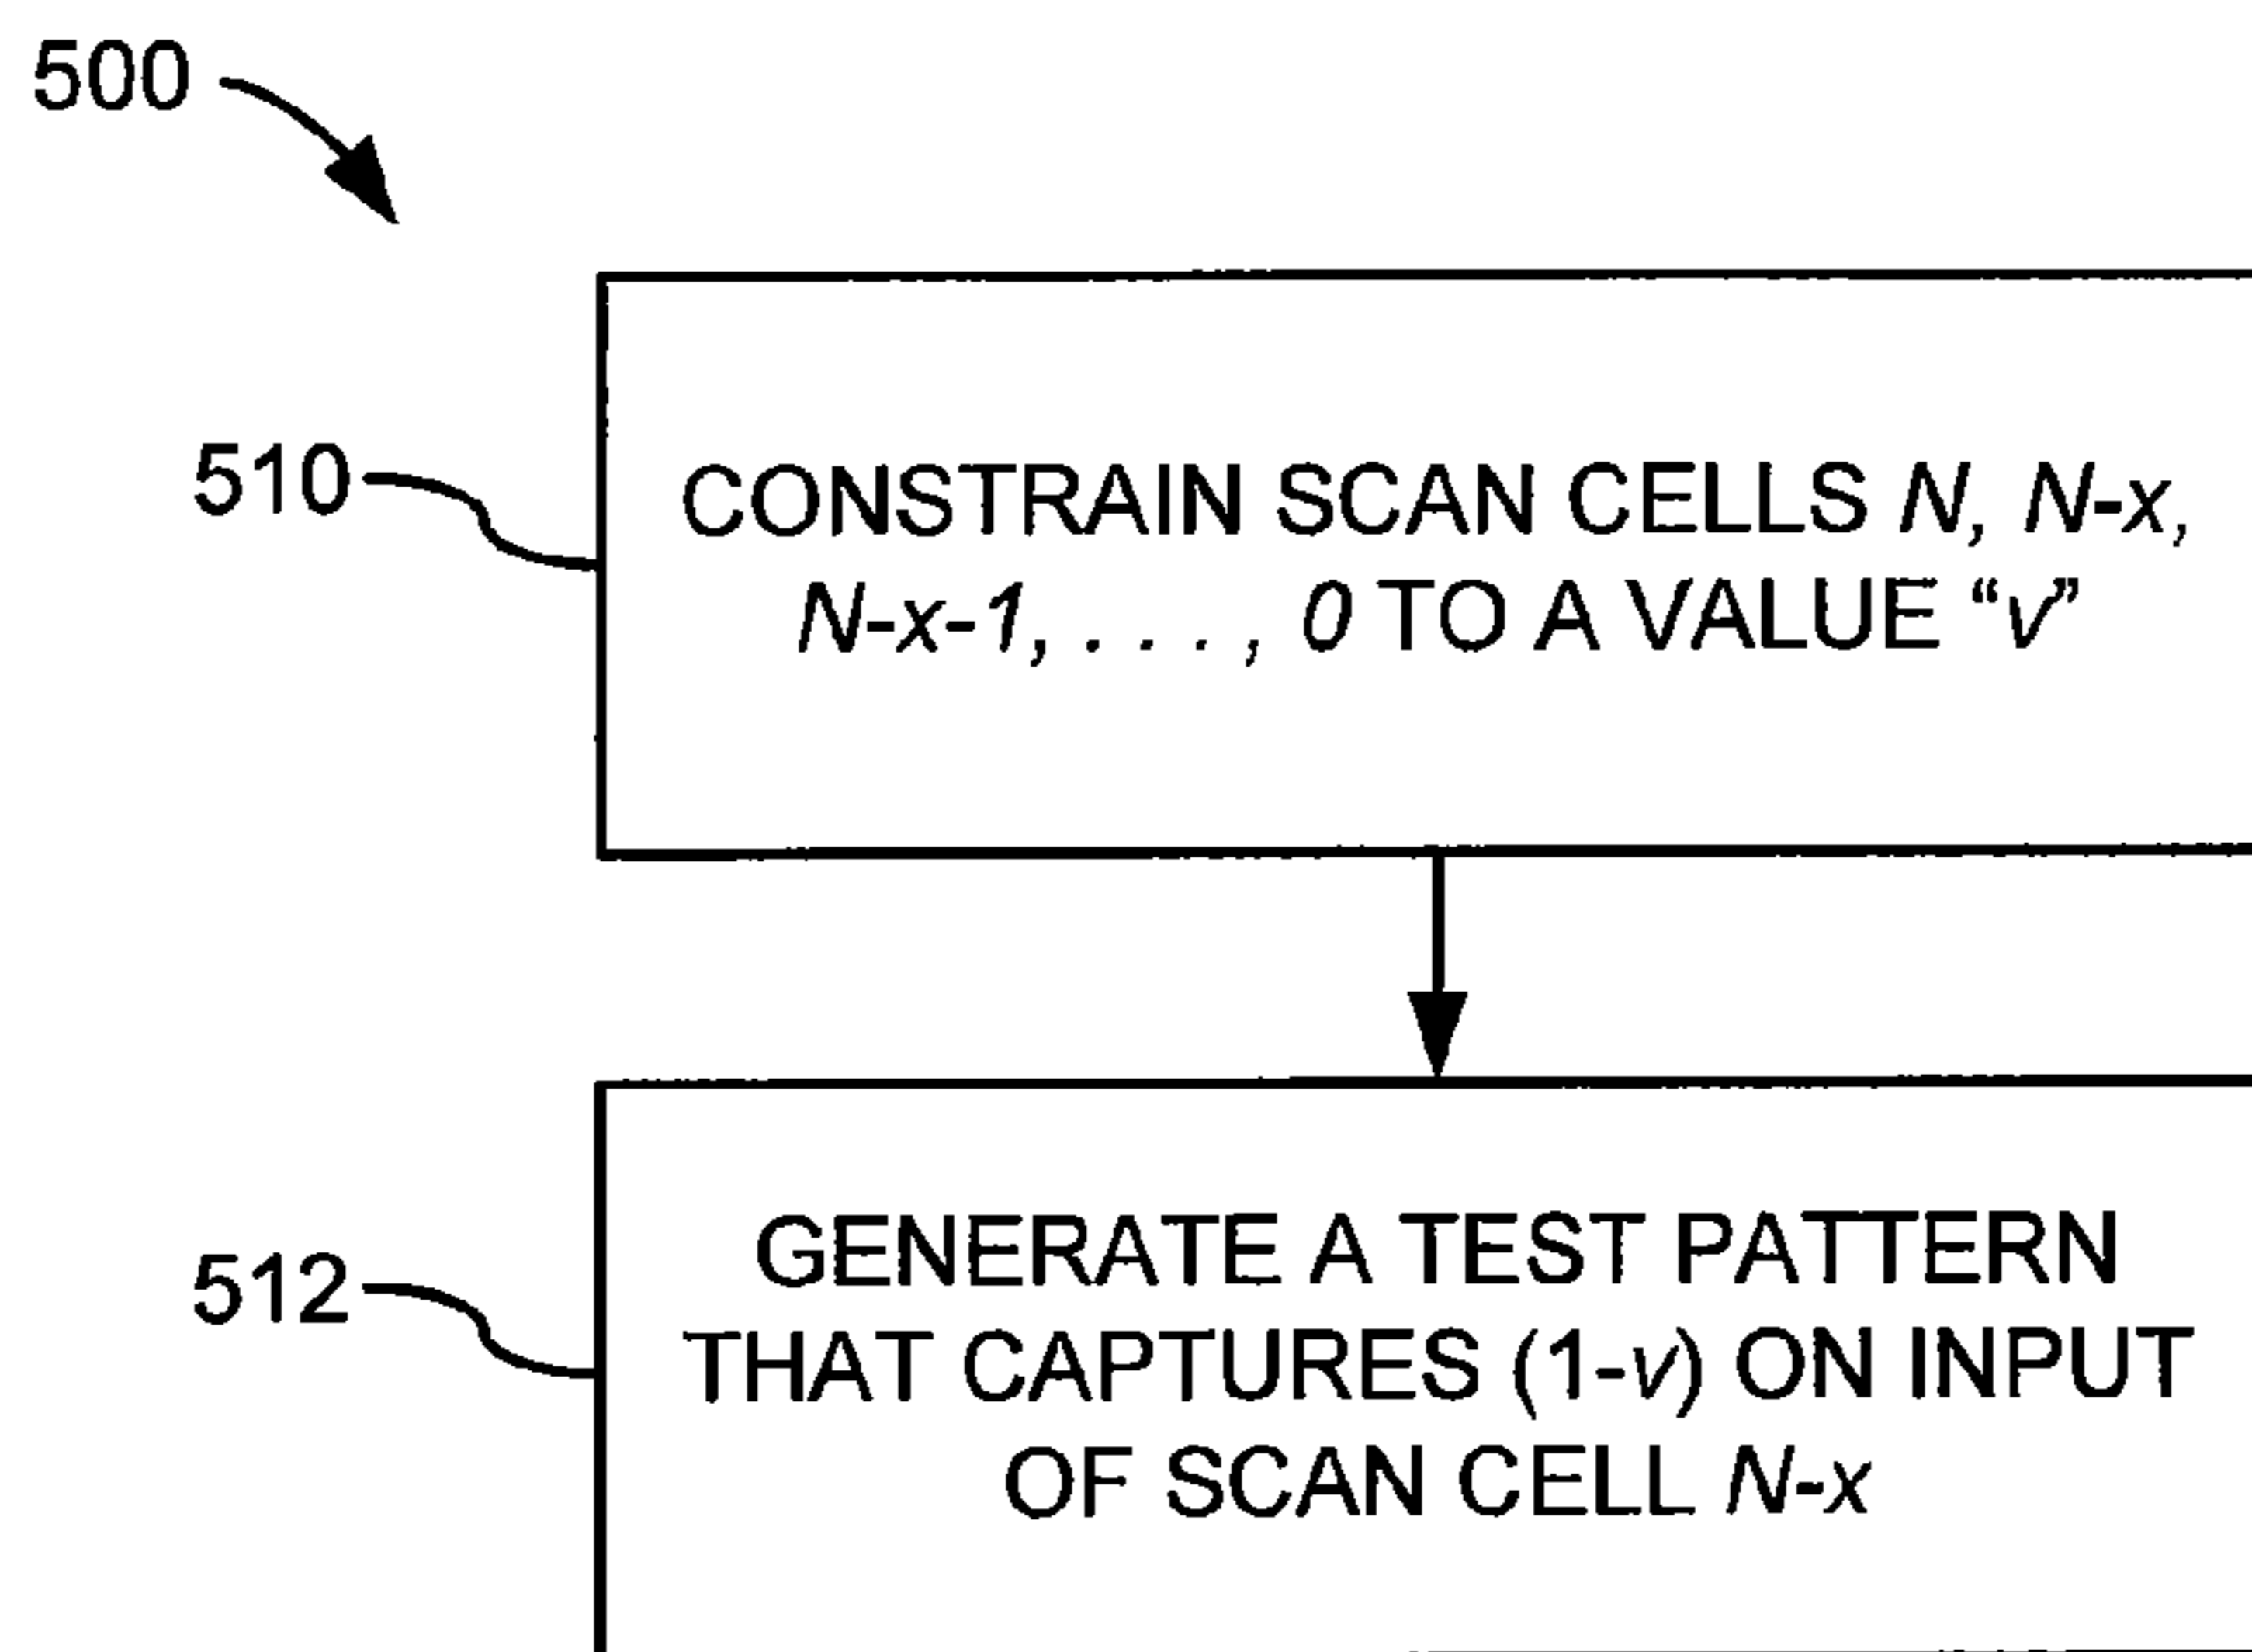 500
510
CONSTRAIN SCAN CELLS N, N-x,
N-x-1, . . . , 0 TO A VALUE “v”
512
GENERATE A TEST PATTERN
THAT CAPTURES (1-v) ON INPUT
OF SCAN CELL N-x